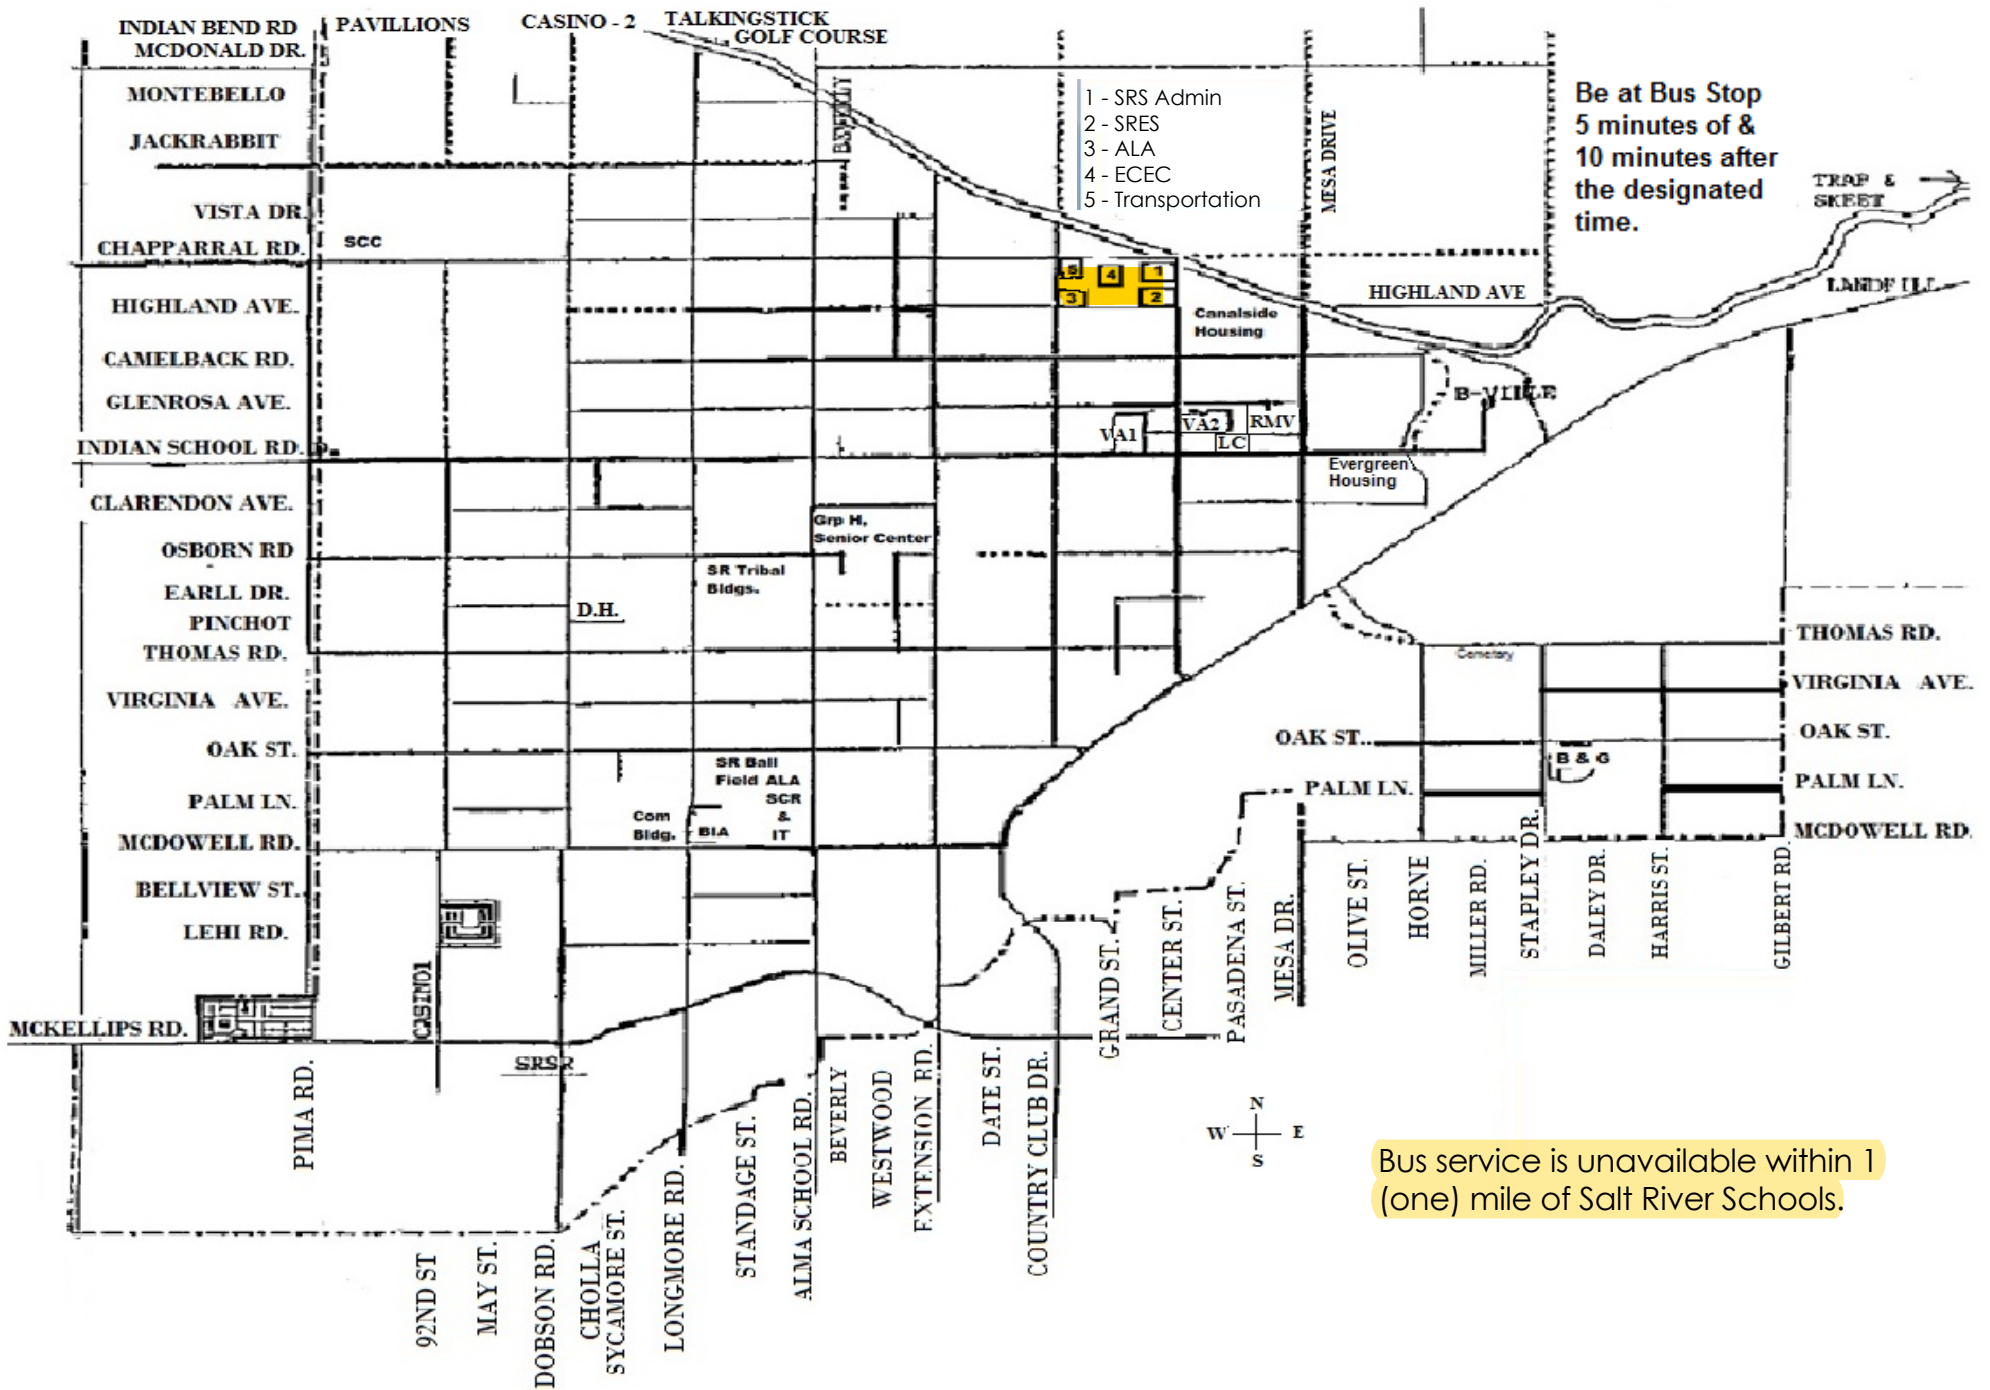 INDIAN BEND RD
PAVILLIONS
CASINO - 2
TALKINGSTICK
GOLF COURSE
MCDONALD DR.
MONTEBELLO
JACKRABBIT
VISTA DR.
CHAPPARRAL RD.
HIGHLAND AVE.
CAMELBACK RD.
GLENROSA AVE.
INDIAN SCHOOL RD.
CLARENDON AVE.
OSBORN RD
EARLL DR.
PINCHOT
THOMAS RD.
VIRGINIA AVE.
OAK ST.
PALM LN.
MCDOWELL RD.
BELLVIEW ST.
LEHI RD.
MCKELLIPS RD.
BEVERLY
1 - SRS Admin
2 - SRES
3 - ALA
4 - ECEC
5 - Transportation
MESA DRIVE
Be at Bus Stop
5 minutes of &
10 minutes after
the designated
time.
TRAP &
SKEET
LANDFILL
SCC
5
4
1
3
2
HIGHLAND AVE
Canalside
Housing
B-VILLE
VA1
VA2
RMV
LC
Evergreen
Housing
Grp H,
Senior Center
SR Tribal
Bldgs.
D.H.
Cemetary
THOMAS RD.
VIRGINIA AVE.
OAK ST..
OAK ST.
B & G
PALM LN.
PALM LN.
MCDOWELL RD.
SR Ball
Field ALA
SCR
&
IT
Com
Bldg.
BIA
CASINO1
SRSR
PIMA RD.
92ND ST
MAY ST.
DOBSON RD.
CHOLLA
SYCAMORE ST.
LONGMORE RD.
STANDAGE ST.
ALMA SCHOOL RD.
BEVERLY
WESTWOOD
EXTENSION RD.
DATE ST.
COUNTRY CLUB DR.
GRAND ST.
CENTER ST.
PASADENA ST.
MESA DR.
OLIVE ST.
HORNE
MILLER RD.
STAPLEY DR.
DALEY DR.
HARRIS ST.
GILBERT RD.
N
W
E
S
Bus service is unavailable within 1
(one) mile of Salt River Schools.